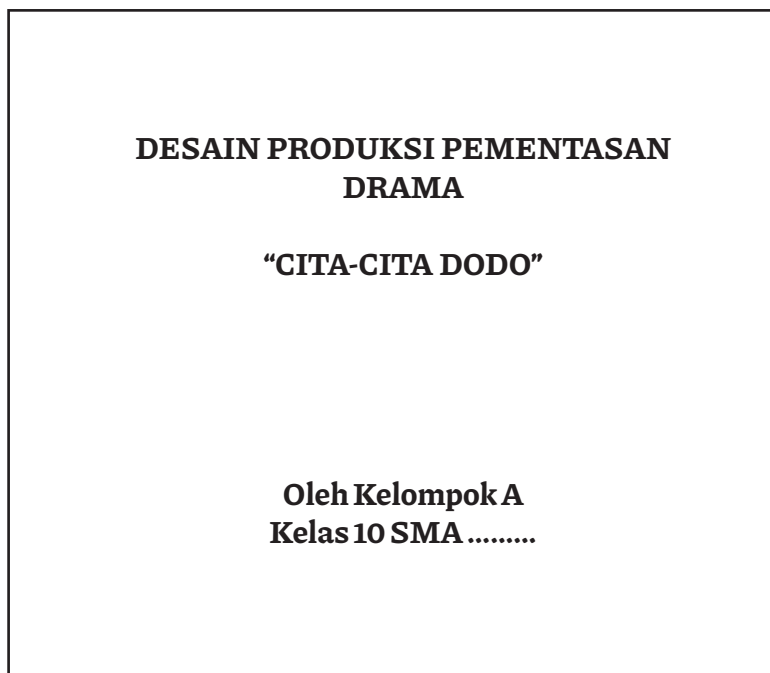 DESAIN PRODUKSI PEMENTASAN
DRAMA
“CITA-CITA DODO”
Oleh Kelompok A
Kelas 10 SMA .........